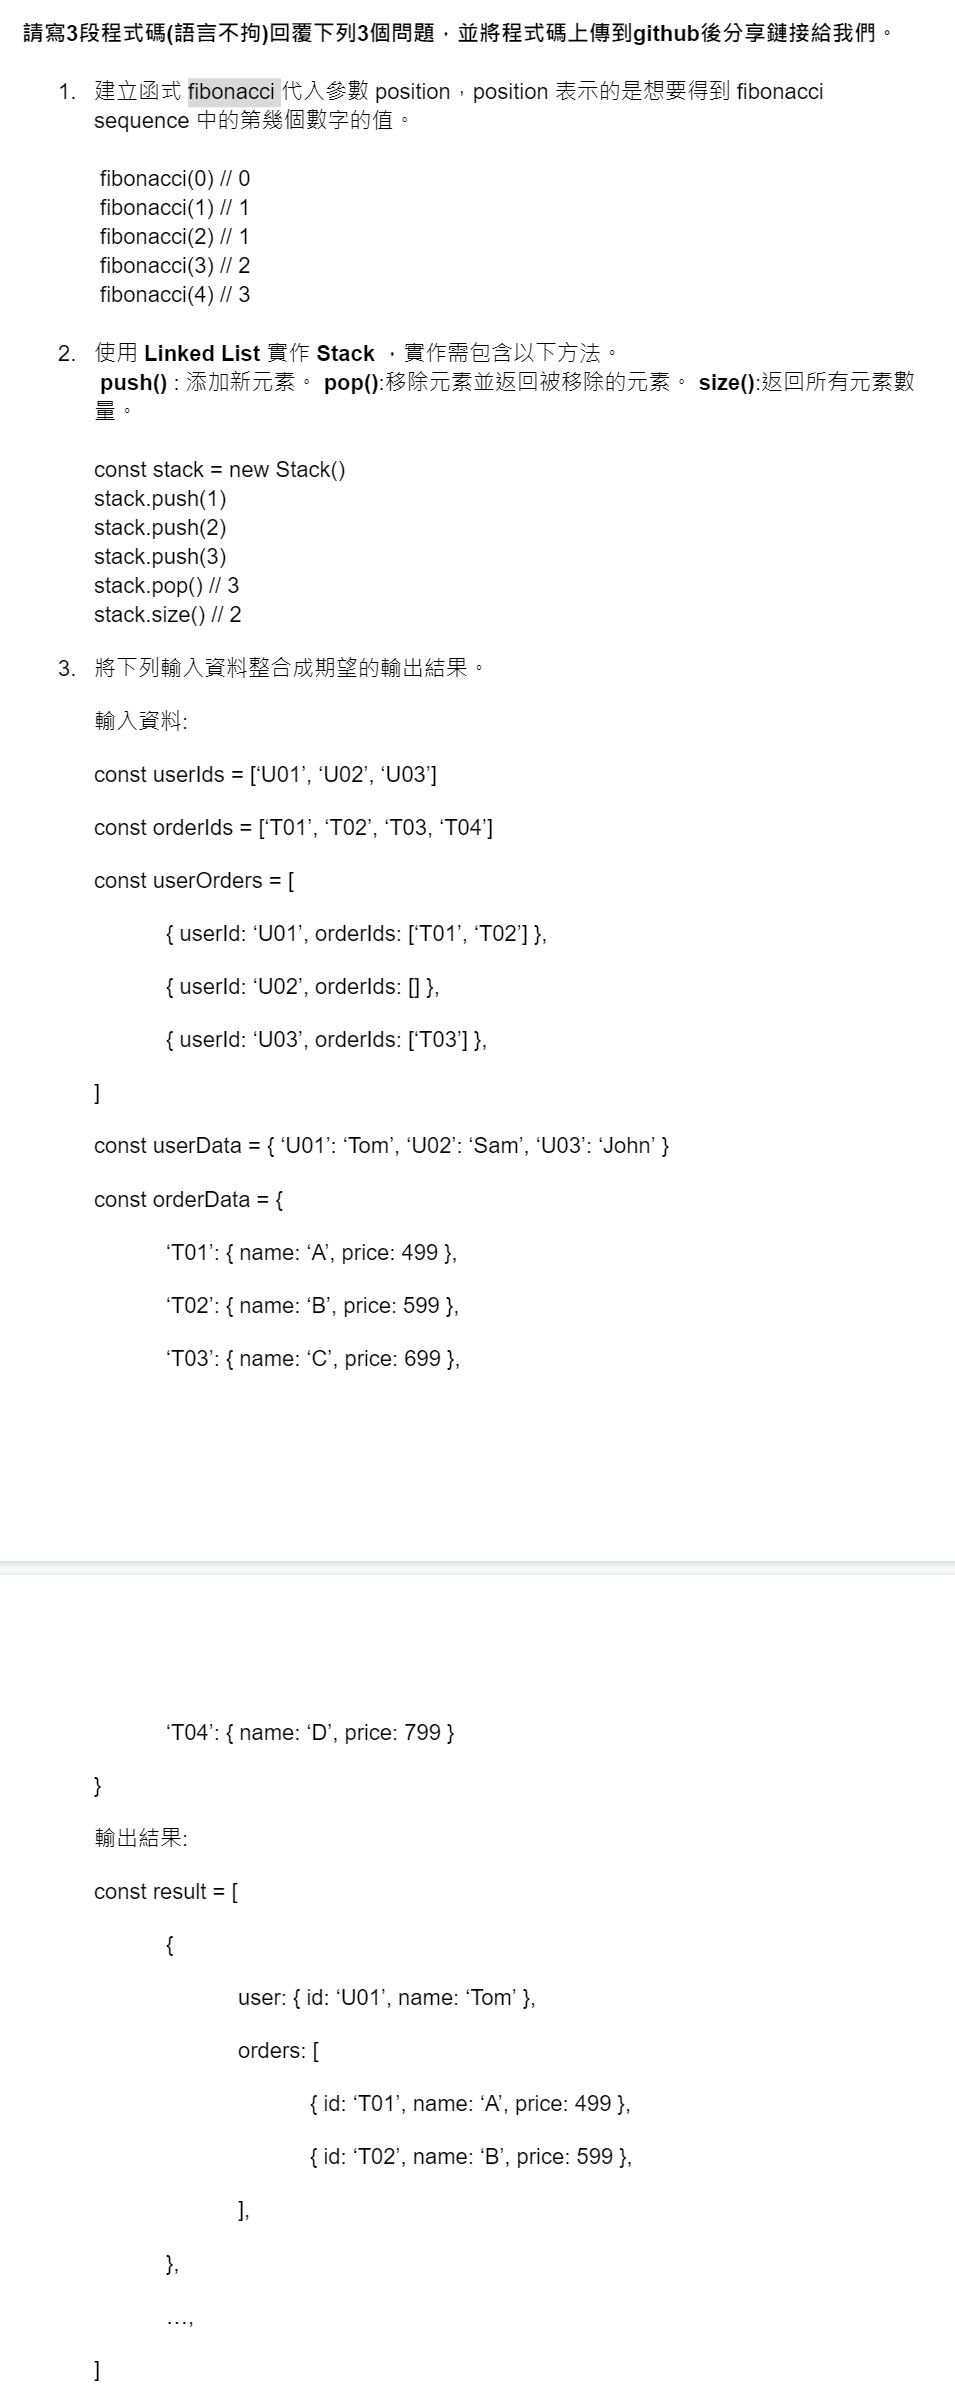 請寫3段程式碼(語言不拘)回覆下列3個問題，並將程式碼上傳到github後分享鏈接給我們。
1. 建立函式 fibonacci 代入參數 position，position 表示的是想要得到 fibonacci
sequence 中的第幾個數字的值。
fibonacci(0) // 0
fibonacci(1) // 1
fibonacci(2) // 1
fibonacci(3) // 2
fibonacci(4) // 3
2. 使用 Linked List 實作 Stack ，實作需包含以下方法。
push() : 添加新元素。 pop():移除元素並返回被移除的元素。 size():返回所有元素數
量。
const stack = new Stack()
stack.push(1)
stack.push(2)
stack.push(3)
stack.pop() // 3
stack.size() // 2
3. 將下列輸入資料整合成期望的輸出結果。
輸入資料:
const userIds = [‘U01’, ‘U02’, ‘U03’]
const orderIds = [‘T01’, ‘T02’, ‘T03, ‘T04’]
const userOrders = [
{ userId: ‘U01’, orderIds: [‘T01’, ‘T02’] },
{ userId: ‘U02’, orderIds: [] },
{ userId: ‘U03’, orderIds: [‘T03’] },
]
const userData = { ‘U01’: ‘Tom’, ‘U02’: ‘Sam’, ‘U03’: ‘John’ }
const orderData = {
‘T01’: { name: ‘A’, price: 499 },
‘T02’: { name: ‘B’, price: 599 },
‘T03’: { name: ‘C’, price: 699 },
‘T04’: { name: ‘D’, price: 799 }
}
輸出結果:
const result = [
{
user: { id: ‘U01’, name: ‘Tom’ },
orders: [
{ id: ‘T01’, name: ‘A’, price: 499 },
{ id: ‘T02’, name: ‘B’, price: 599 },
],
},
…,
]